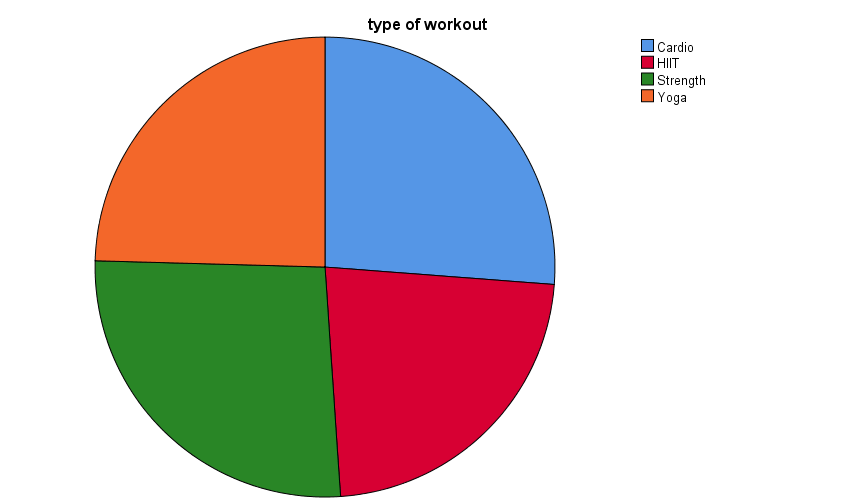 type of workout
Cardio
HIIT
Strength
Yoga